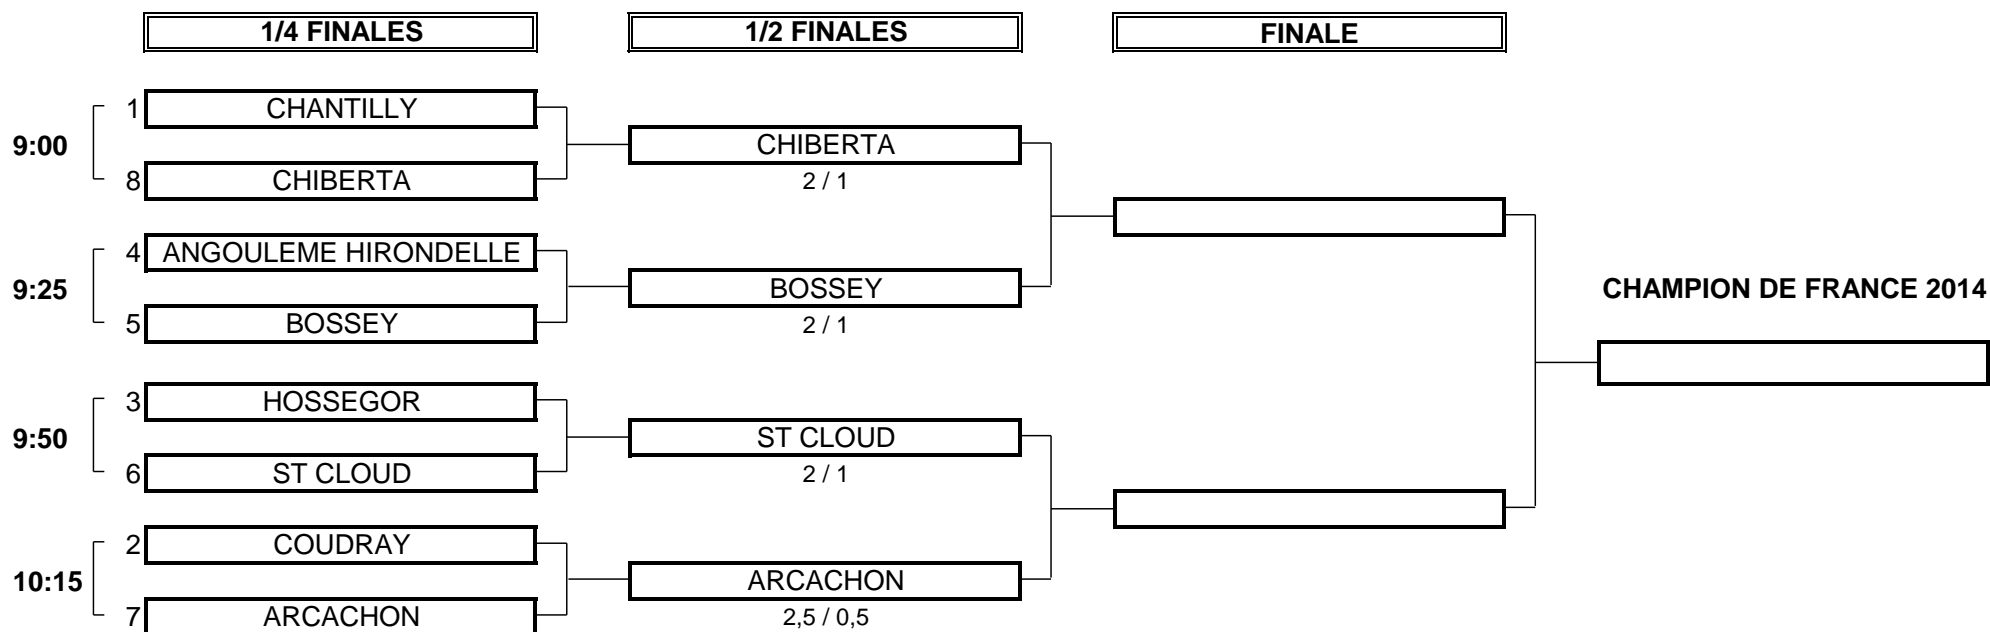 1/4 FINALES
1/2 FINALES
FINALE
1 CHANTILLY
9:00
8 CHIBERTA
CHIBERTA
2 / 1
4 ANGOULEME HIRONDELLE
9:25
5 BOSSEY
BOSSEY
2 / 1
CHAMPION DE FRANCE 2014
3 HOSSEGOR
9:50
6 ST CLOUD
ST CLOUD
2 / 1
2 COUDRAY
10:15
7 ARCACHON
ARCACHON
2,5 / 0,5